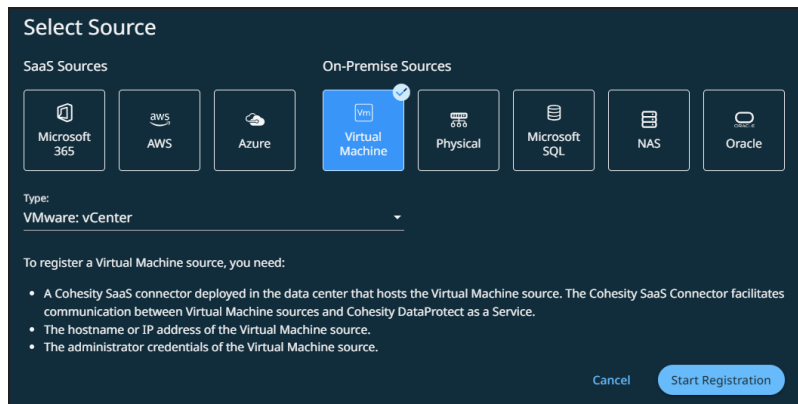 Select Source
SaaS Sources
On-Premise Sources
Microsoft
365
aws
AWS
Azure
Vm
Virtual
Machine
Physical
Microsoft
SQL
NAS
ORACLE
Oracle
Type:
VMware: vCenter
To register a Virtual Machine source, you need:
• A Cohesity SaaS connector deployed in the data center that hosts the Virtual Machine source. The Cohesity SaaS Connector facilitates
communication between Virtual Machine sources and Cohesity DataProtect as a Service.
• The hostname or IP address of the Virtual Machine source.
• The administrator credentials of the Virtual Machine source.
Cancel
Start Registration